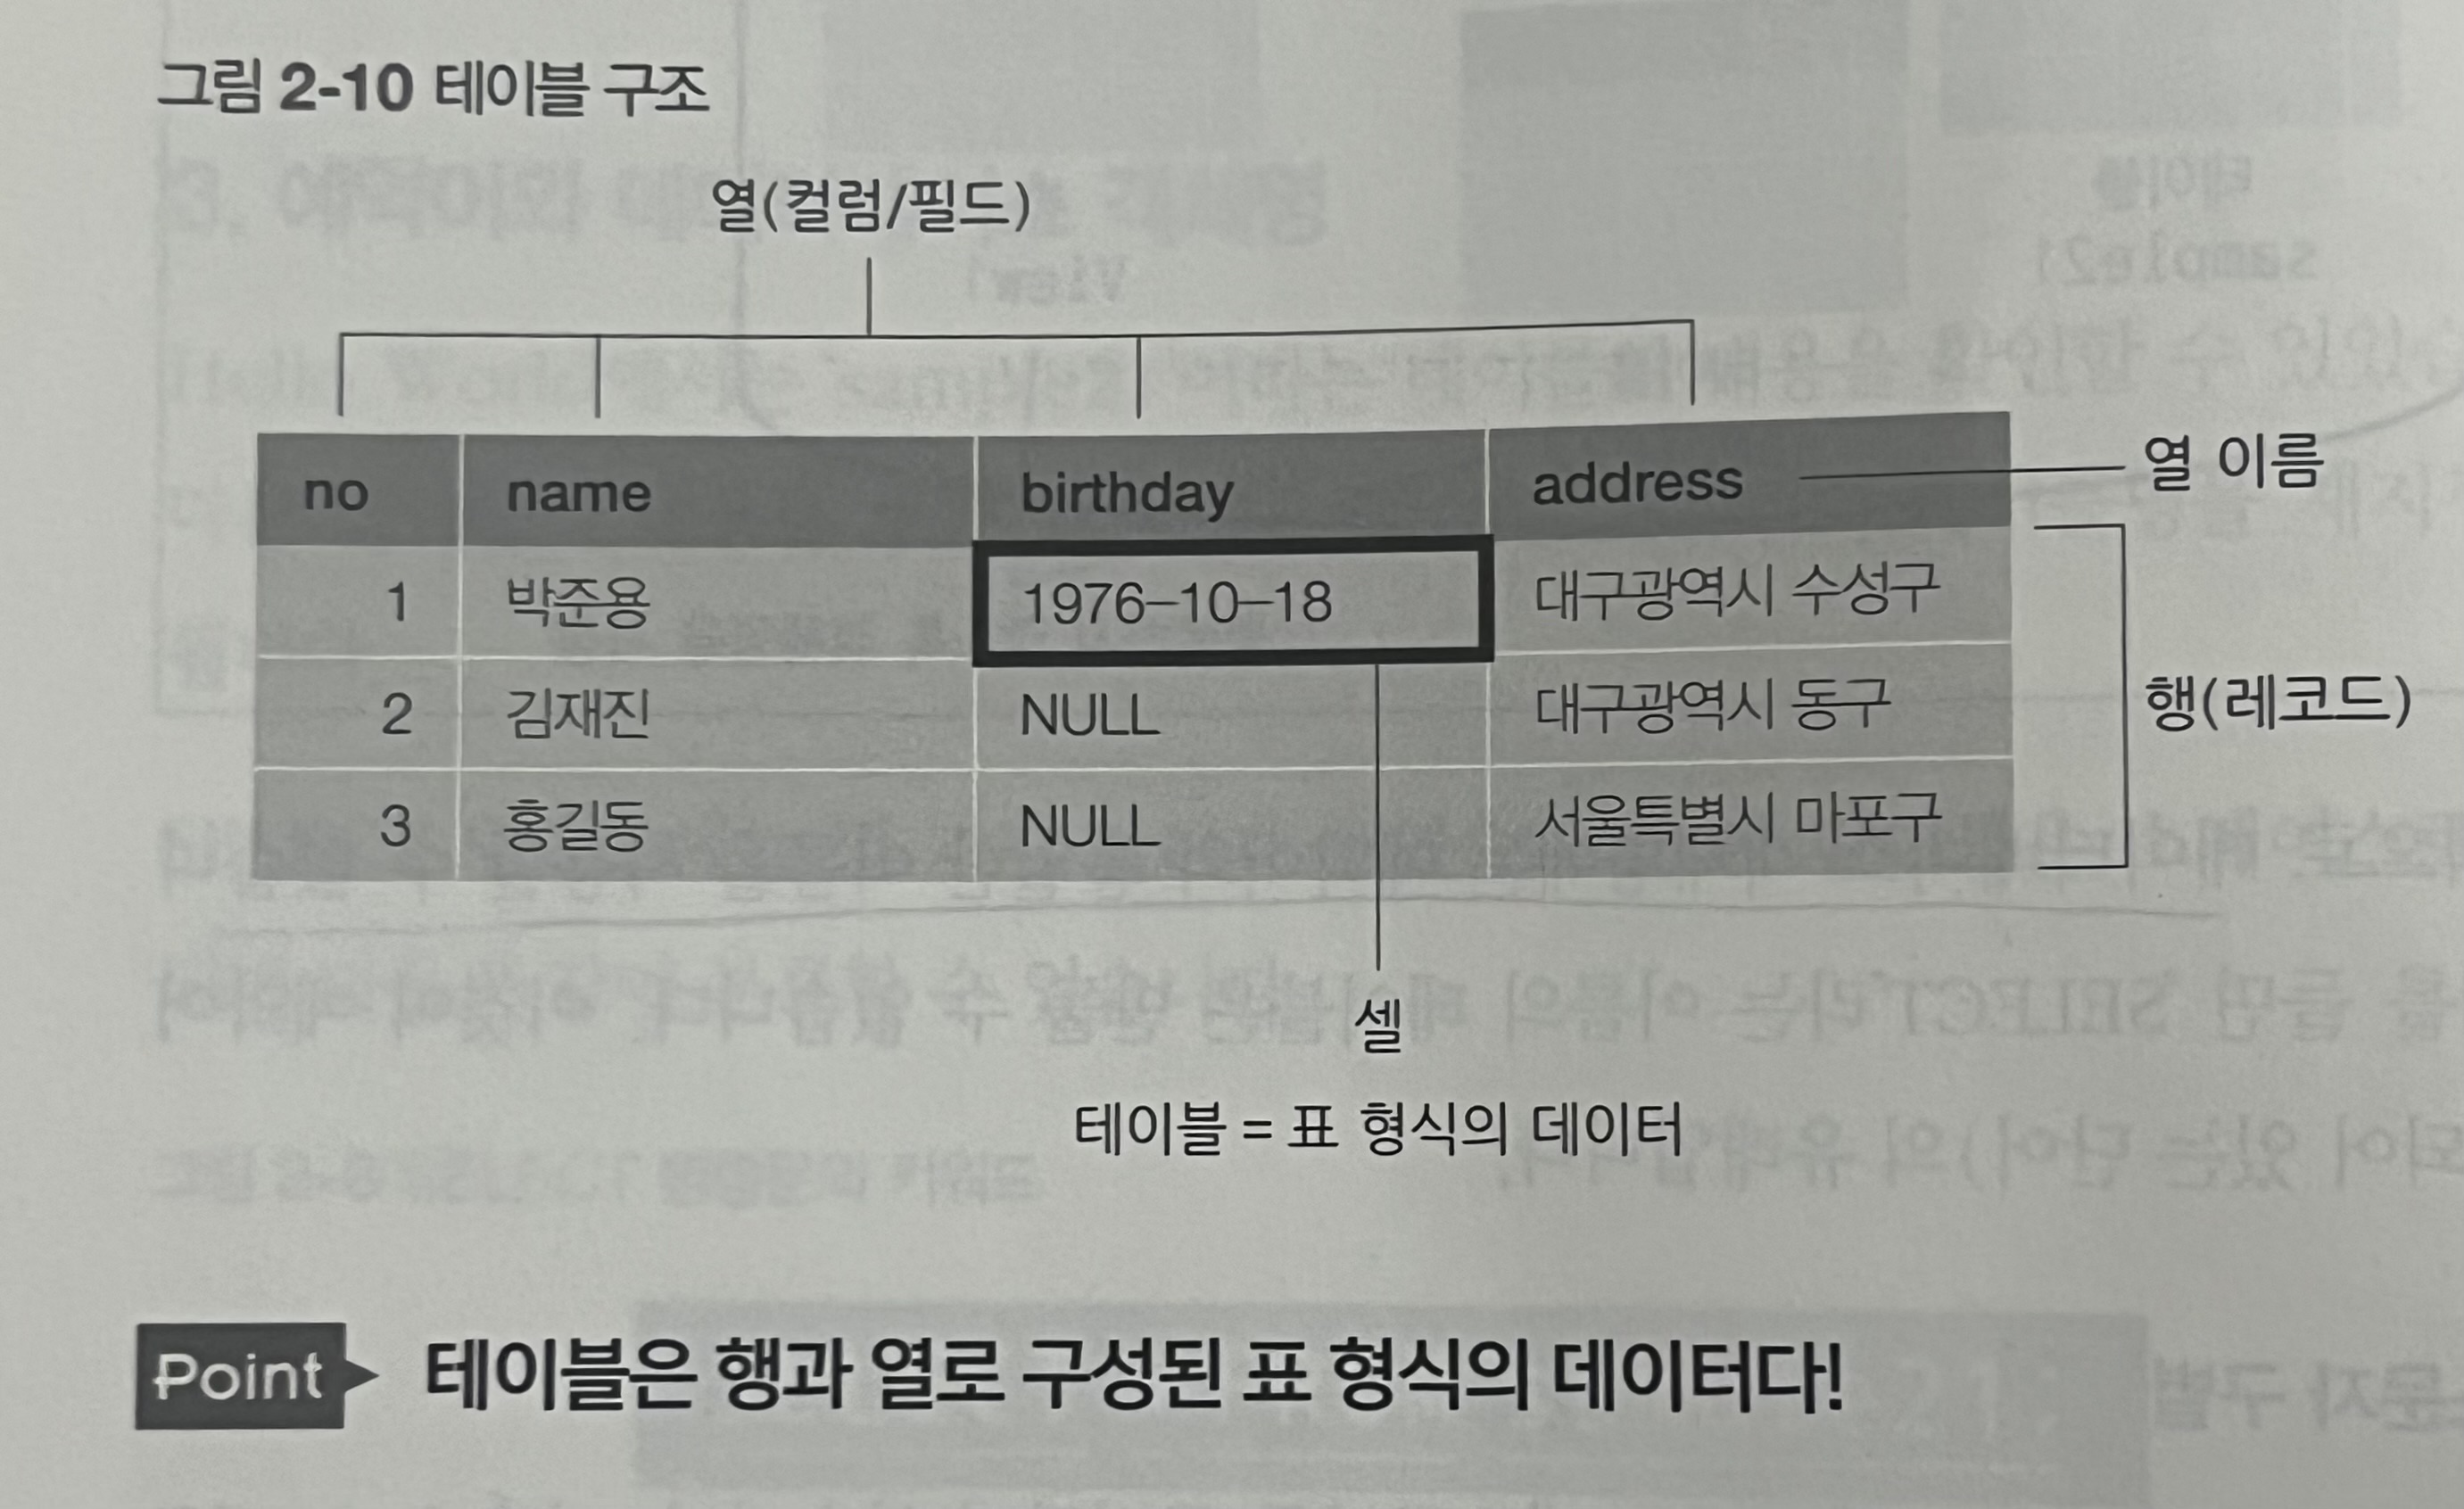 그림 2-10 테이블 구조
열(컬럼/필드)
no name birthday address 열 이름
1 박준용 1976-10-18 대구광역시 수성구
2 김재진 NULL 대구광역시 동구
행(레코드)
3 홍길동 NULL 서울특별시 마포구
셀
테이블 = 표 형식의 데이터
Point 테이블은 행과 열로 구성된 표 형식의 데이터다!